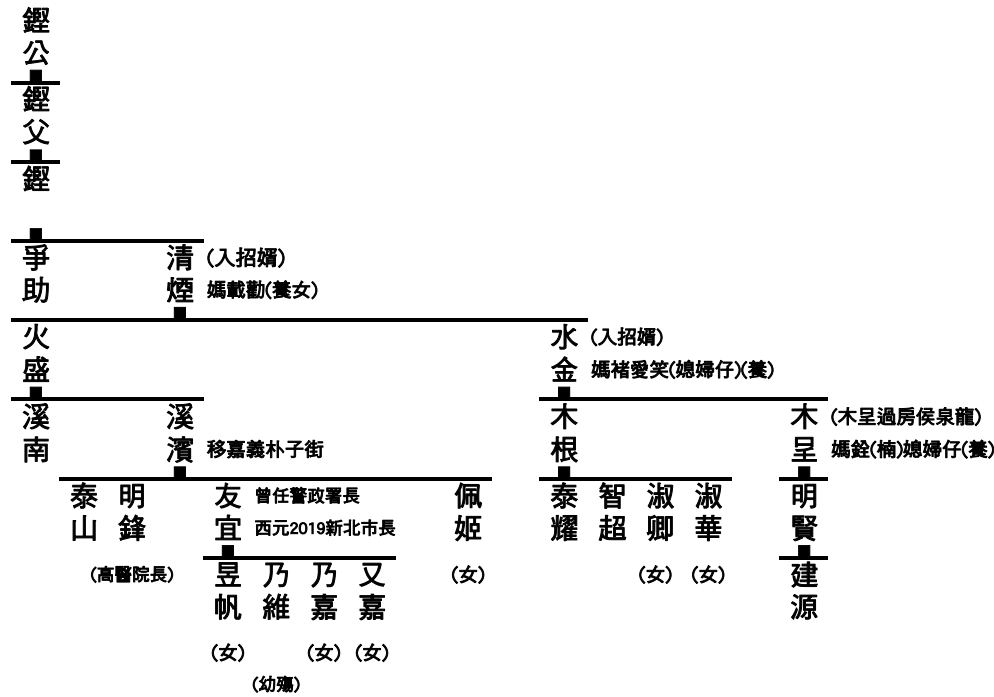 鏗公
鏗父
鏗
爭助
清煙
(入招婿)
媽載勸(養女)
火盛
水金
(入招婿)
媽褚愛笑(媳婦仔)(養)
溪南
溪濱
移嘉義朴子街
木根
木呈
(木呈過房侯泉龍)
媽銓(楠)媳婦仔(養)
泰山
明鋒
(高醫院長)
友宜
曾任警政署長
西元2019新北市長
佩姬
(女)
泰耀
智超
淑卿
(女)
淑華
(女)
明賢
昱帆
(女)
乃維
(幼殤)
乃嘉
(女)
又嘉
(女)
建源